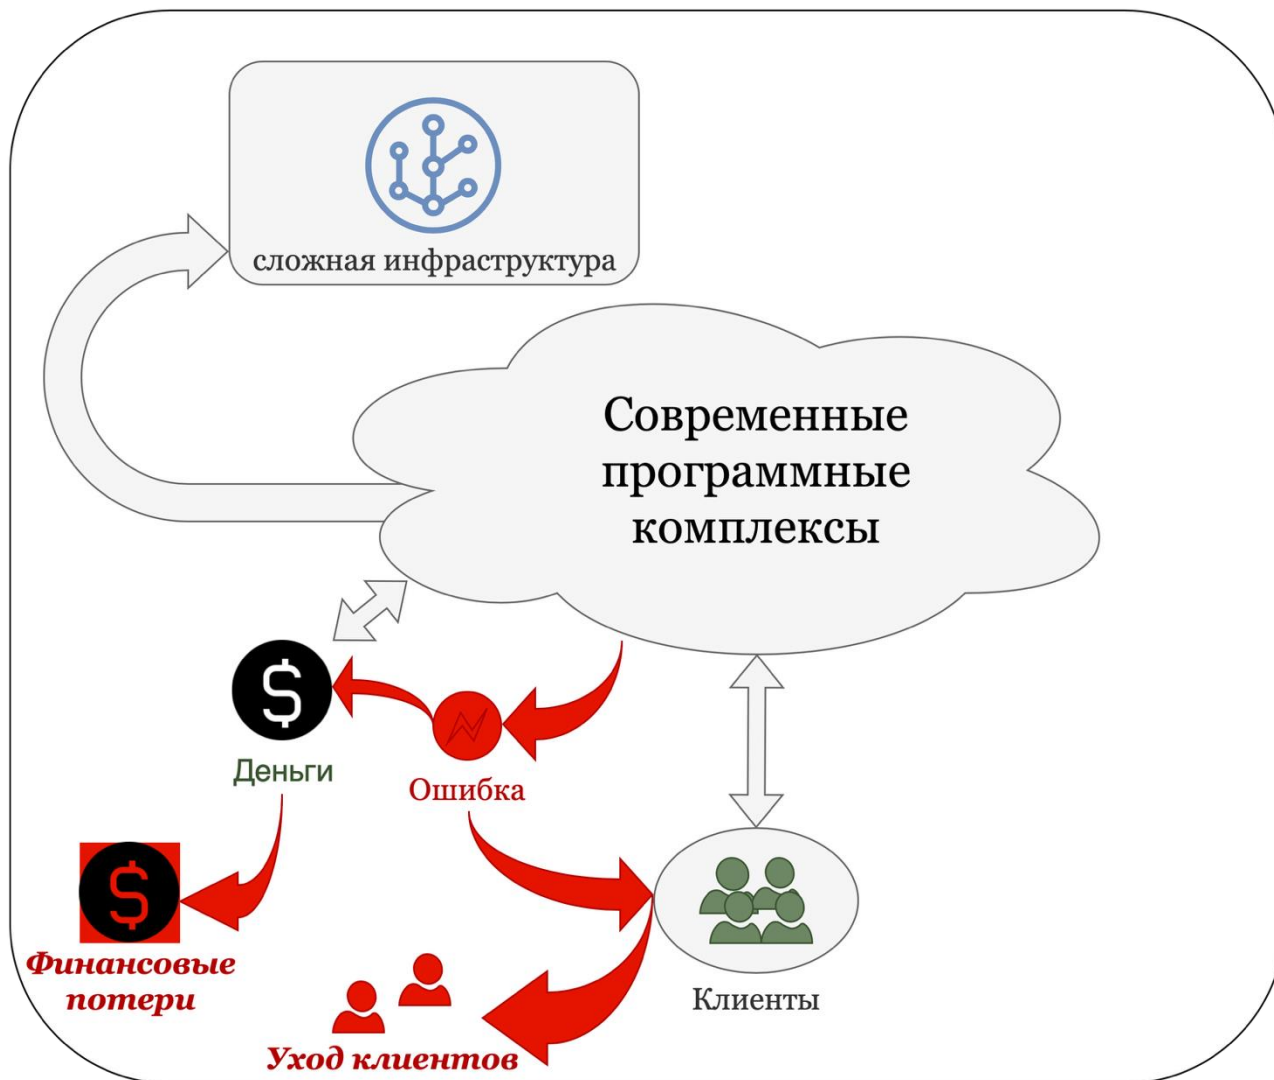 сложная инфраструктура
Современные
программные
комплексы
Деньги
Ошибка
Финансовые
потери
Клиенты
Уход клиентов